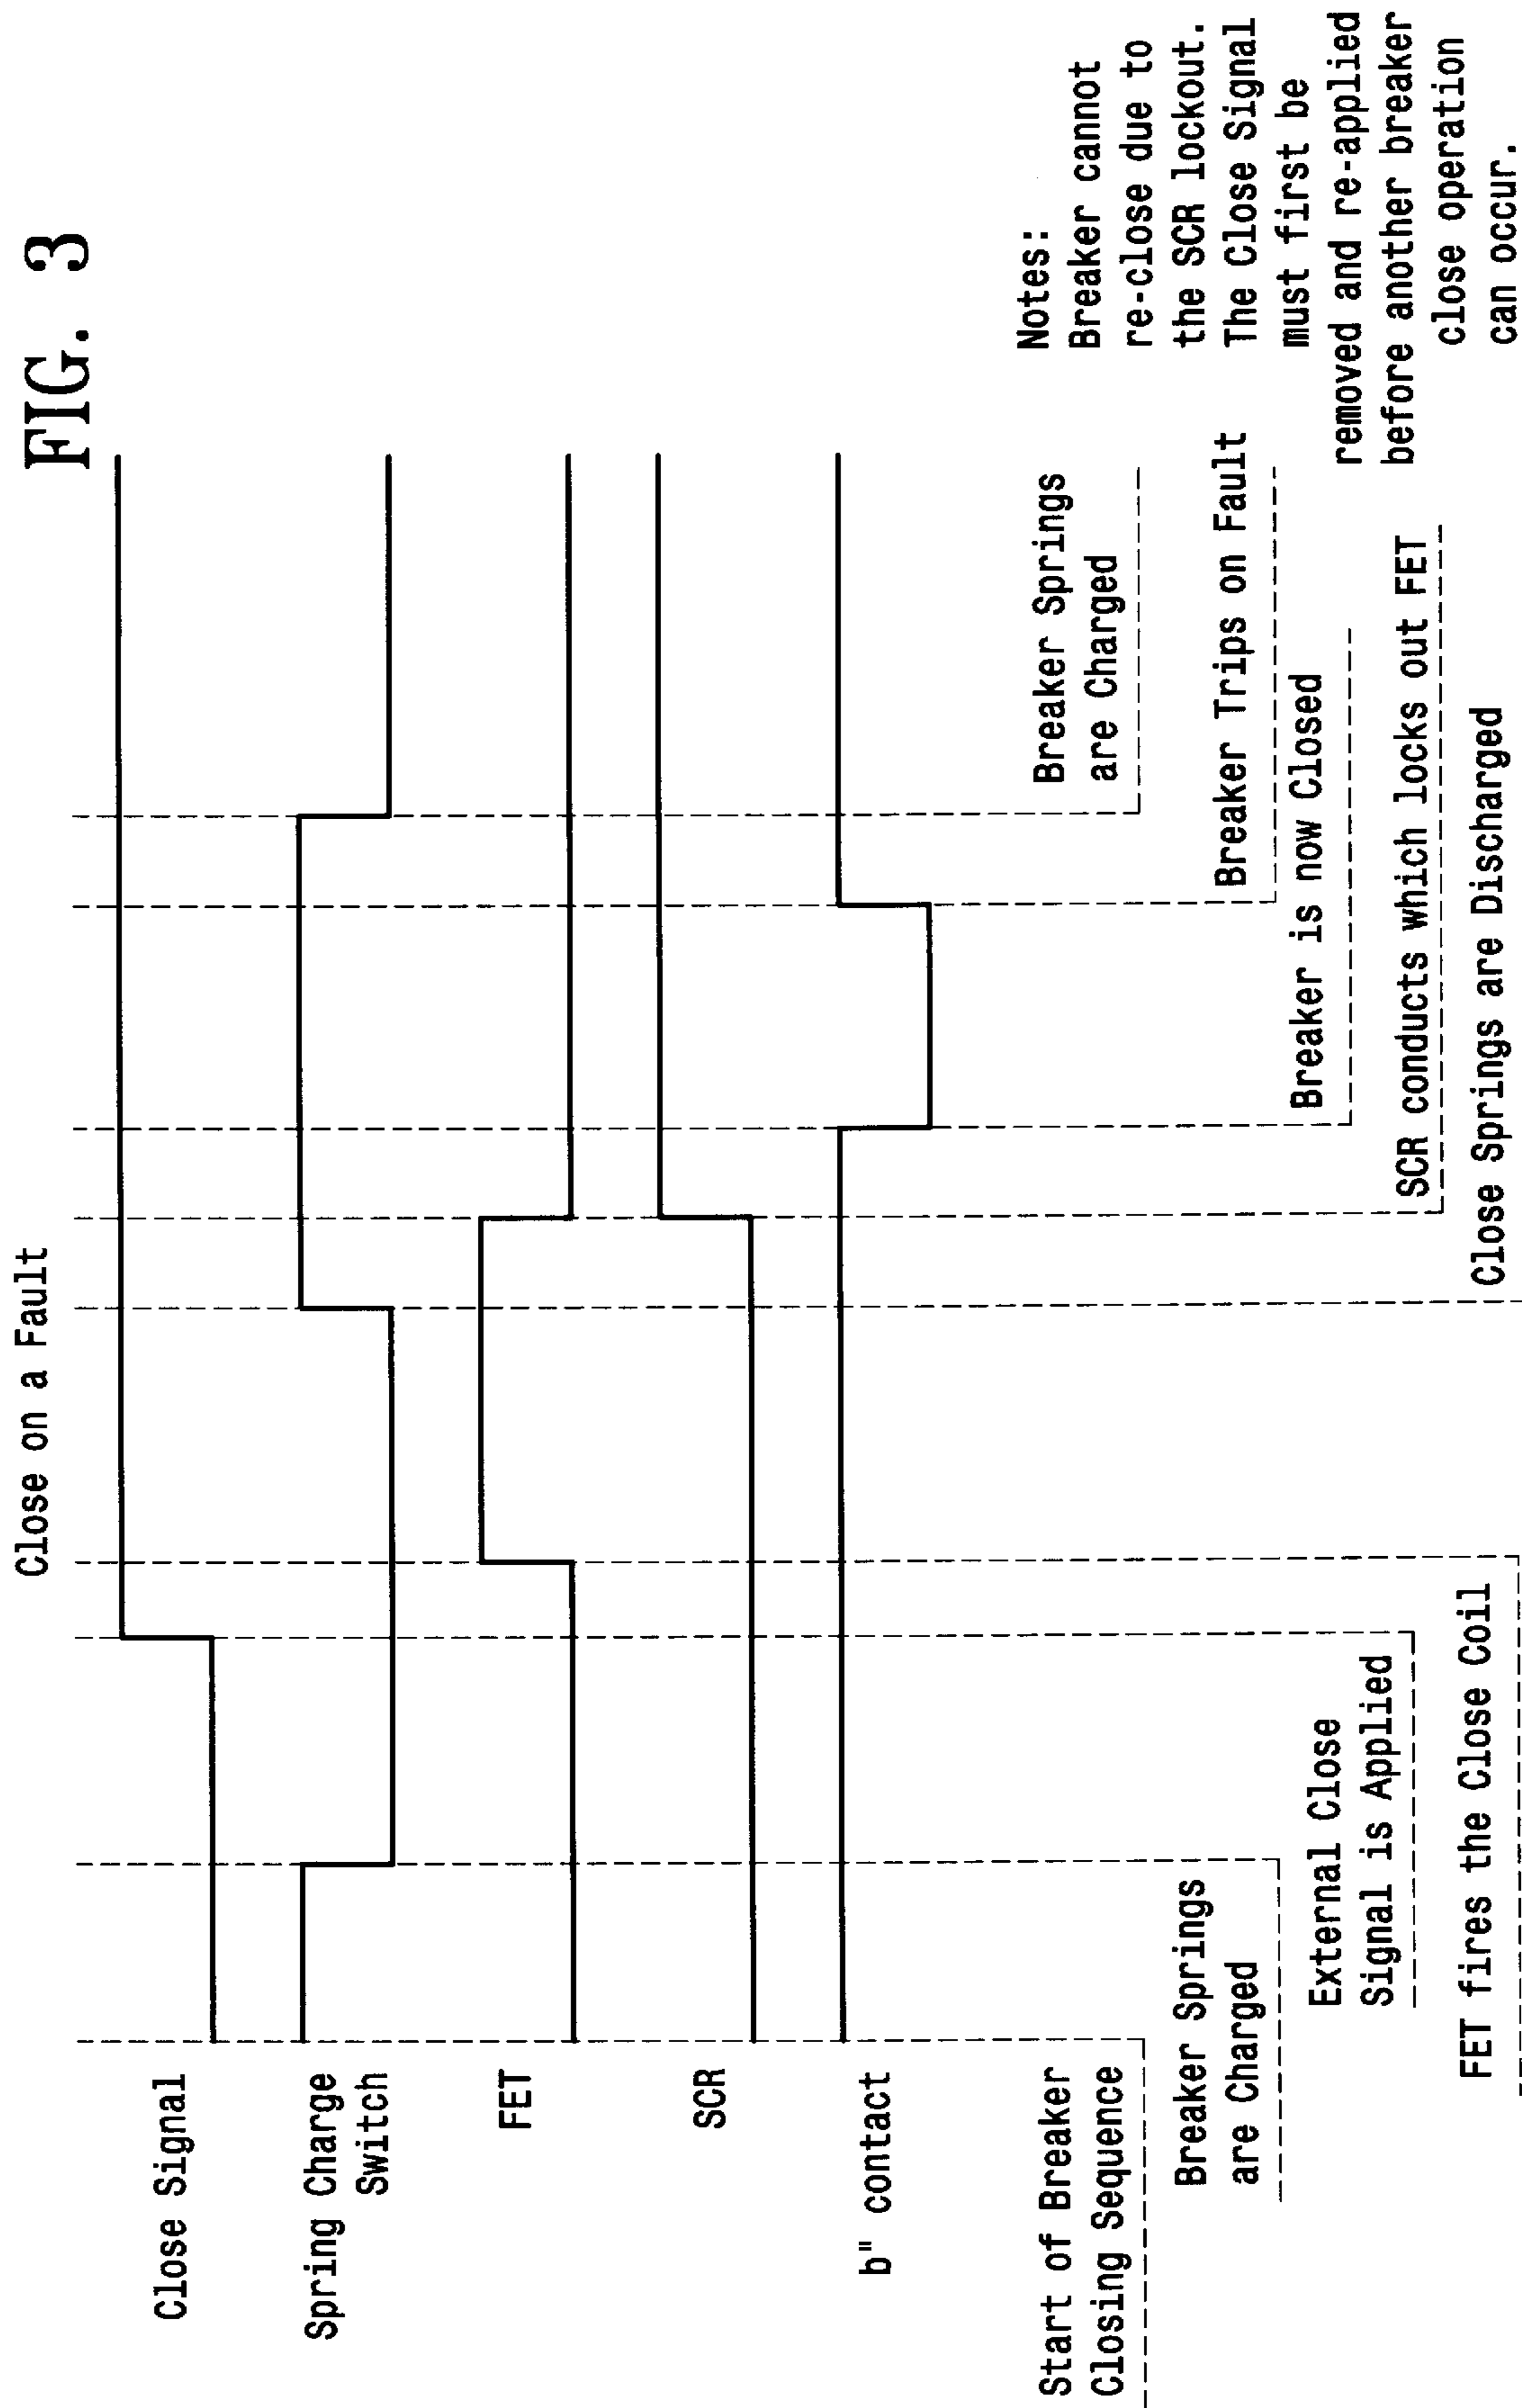 FIG. 3
Close on a Fault
Close Signal
Spring Charge
Switch
FET
SCR
b" contact
Start of Breaker
Closing Sequence
Breaker Springs
are Charged
External Close
Signal is Applied
FET fires the Close Coil
Close Springs are Discharged
SCR conducts which locks out FET
Breaker is now Closed
Breaker Trips on Fault
Breaker Springs
are Charged
Notes:
Breaker cannot
re-close due to
the SCR lockout.
The Close Signal
must first be
removed and re-applied
before another breaker
close operation
can occur.